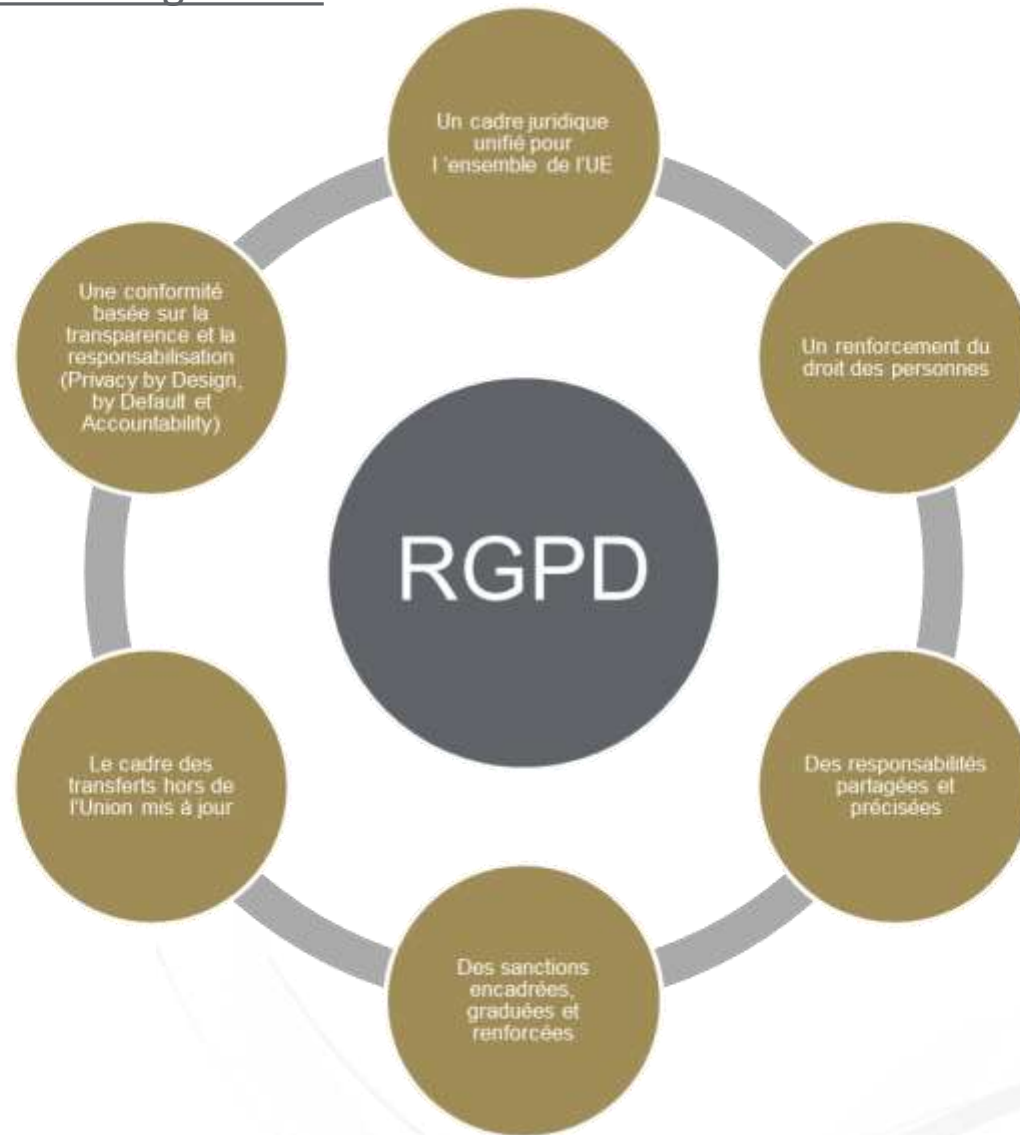 Un cadre juridique
unifié pour
l 'ensemble de l'UE
Un renforcement du
droit des personnes
Des responsabilités
partagées et
précisées
Des sanctions
encadrées,
graduées et
renforcées
Le cadre des
transferts hors de
l'Union mis à jour
Une conformité
basée sur la
transparence et la
responsabilisation
(Privacy by Design,
by Default et
Accountability)
RGPD